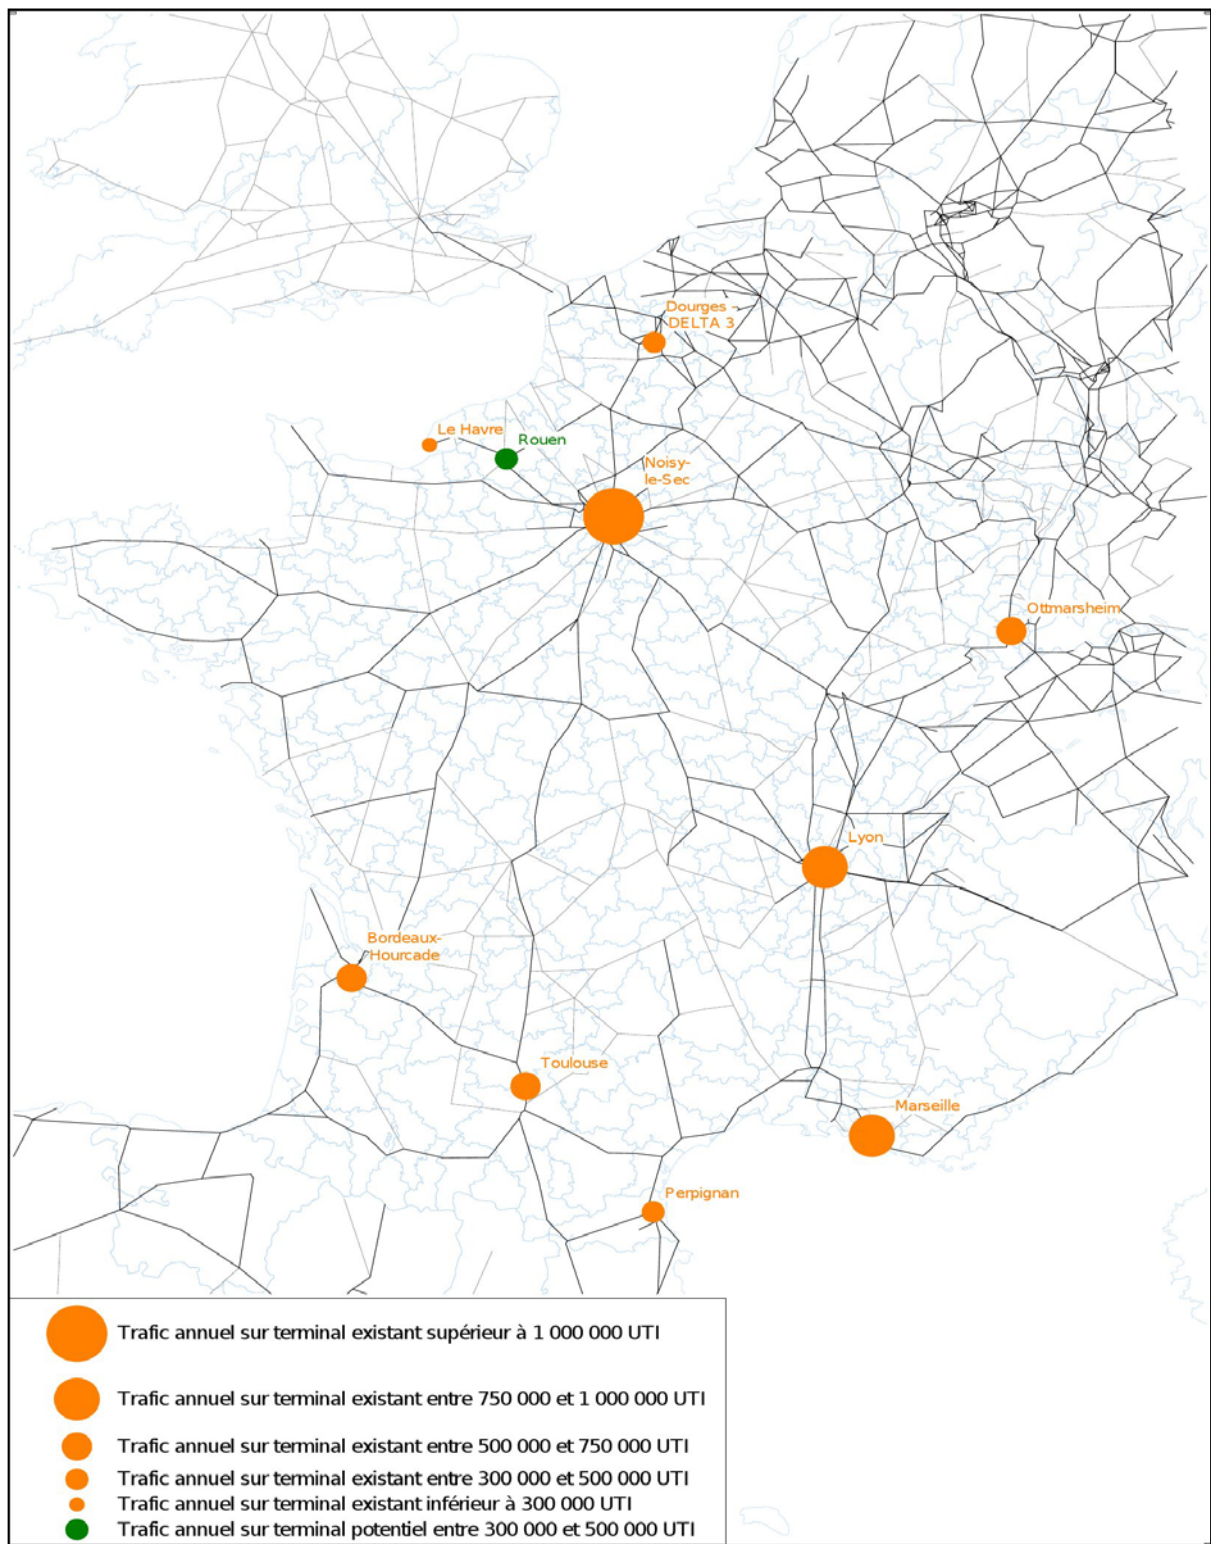 Dourges -
DELTA 3
Le Havre
Rouen
Noisy-
le-Sec
Ottmarsheim
Lyon
Bordeaux-
Hourcade
Toulouse
Marseille
Perpignan
Trafic annuel sur terminal existant supérieur à 1 000 000 UTI
Trafic annuel sur terminal existant entre 750 000 et 1 000 000 UTI
Trafic annuel sur terminal existant entre 500 000 et 750 000 UTI
Trafic annuel sur terminal existant entre 300 000 et 500 000 UTI
Trafic annuel sur terminal existant inférieur à 300 000 UTI
Trafic annuel sur terminal potentiel entre 300 000 et 500 000 UTI